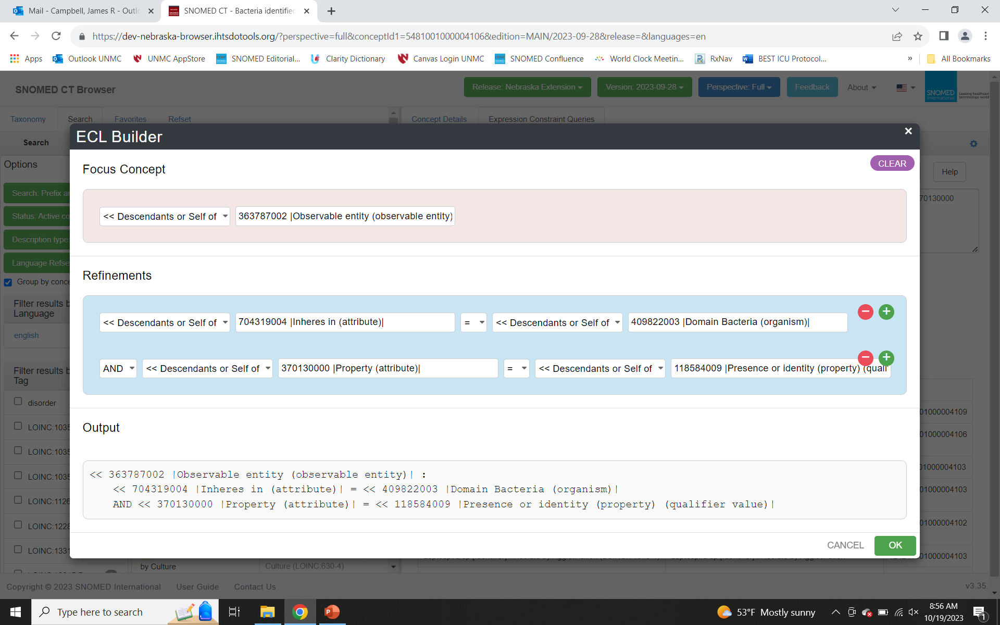 Mail - Campbell, James R - Outlo
SNOMED CT - Bacteria identified
https://dev-nebraska-browser.ihtsdotools.org/?perspective=full&conceptId1=5481001000004106&edition=MAIN/2023-09-28&release=&languages=en
Apps
Outlook UNMC
UNMC AppStore
SNOMED Editorial...
Clarity Dictionary
Canvas Login UNMC
SNOMED Confluence
World Clock Meetin...
RxNav
BEST ICU Protocol...
»
All Bookmarks
SNOMED CT Browser
Release: Nebraska Extension
Version: 2023-09-28
Perspective: Full
Feedback
About
SNOMED
International
Leading healthcare
terminology, world
Taxonomy
Search
Favorites
Refset
Concept Details
Expression Constraint Queries
Search
ECL Builder
Options
Focus Concept
CLEAR
Help
Search: Prefix an
70130000
Status: Active co
<< Descendants or Self of
363787002 |Observable entity (observable entity)
Description type:
Language Refse
Group by conce
Refinements
Filter results b
Language
<< Descendants or Self of
704319004 |Inheres in (attribute)|
=
<< Descendants or Self of
409822003 |Domain Bacteria (organism)|
english
Filter results b
Tag
AND
<< Descendants or Self of
370130000 |Property (attribute)|
=
<< Descendants or Self of
118584009 |Presence or identity (property) (qualif
disorder
01000004109
LOINC:1035
Output
01000004106
LOINC:1035
LOINC:1035
<< 363787002 |Observable entity (observable entity)| :
<< 704319004 |Inheres in (attribute)| = << 409822003 |Domain Bacteria (organism)|
AND << 370130000 |Property (attribute)| = << 118584009 |Presence or identity (property) (qualifier value)|
01000004103
01000004103
LOINC:1126
LOINC:1228
01000004102
LOINC:1331
CANCEL
OK
01000004103
by Culture
Culture (LOINC:630-4)
Copyright © 2023 SNOMED International
User Guide
Contact Us
v3.35.
Type here to search
53°F Mostly sunny
8:56 AM
10/19/2023
1